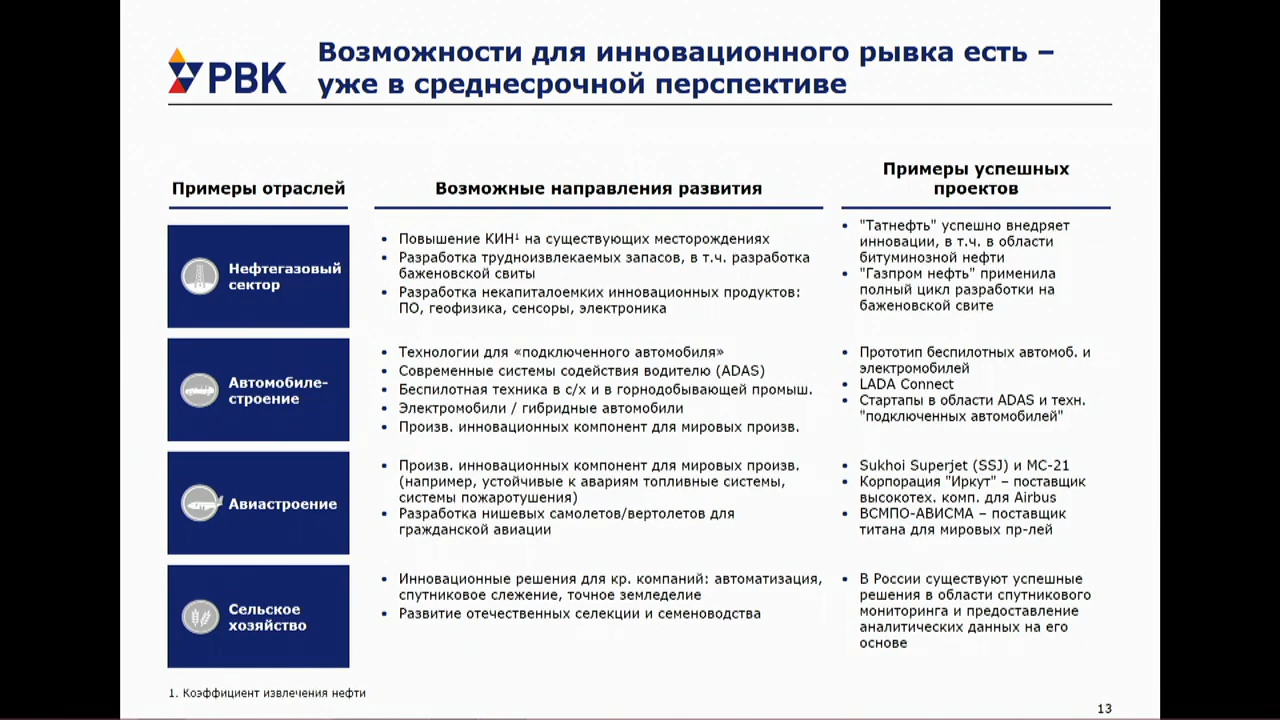 РВК
Возможности для инновационного рывка есть –
уже в среднесрочной перспективе
Примеры отраслей
Возможные направления развития
Примеры успешных
проектов
Нефтегазовый
сектор
• Повышение КИН¹ на существующих месторождениях
• Разработка трудноизвлекаемых запасов, в т.ч. разработка
баженовской свиты
• Разработка некапиталоемких инновационных продуктов:
ПО, геофизика, сенсоры, электроника
• "Татнефть" успешно внедряет
инновации, в т.ч. в области
битуминозной нефти
• "Газпром нефть" применила
полный цикл разработки на
баженовской свите
Автомобиле-
строение
• Технологии для «подключенного автомобиля»
• Современные системы содействия водителю (ADAS)
• Беспилотная техника в с/х и в горнодобывающей промыш.
• Электромобили / гибридные автомобили
• Произв. инновационных компонент для мировых произв.
• Прототип беспилотных автомоб. и
электромобилей
• LADA Connect
• Стартапы в области ADAS и техн.
"подключенных автомобилей"
Авиастроение
• Произв. инновационных компонент для мировых произв.
(например, устойчивые к авариям топливные системы,
системы пожаротушения)
• Разработка нишевых самолетов/вертолетов для
гражданской авиации
• Sukhoi Superjet (SSJ) и МС-21
• Корпорация "Иркут" – поставщик
высокотех. комп. для Airbus
• ВСМПО-АВИСМА – поставщик
титана для мировых пр-лей
Сельское
хозяйство
• Инновационные решения для кр. компаний: автоматизация,
спутниковое слежение, точное земледелие
• Развитие отечественных селекции и семеноводства
• В России существуют успешные
решения в области спутникового
мониторинга и предоставление
аналитических данных на его
основе
1. Коэффициент извлечения нефти
13